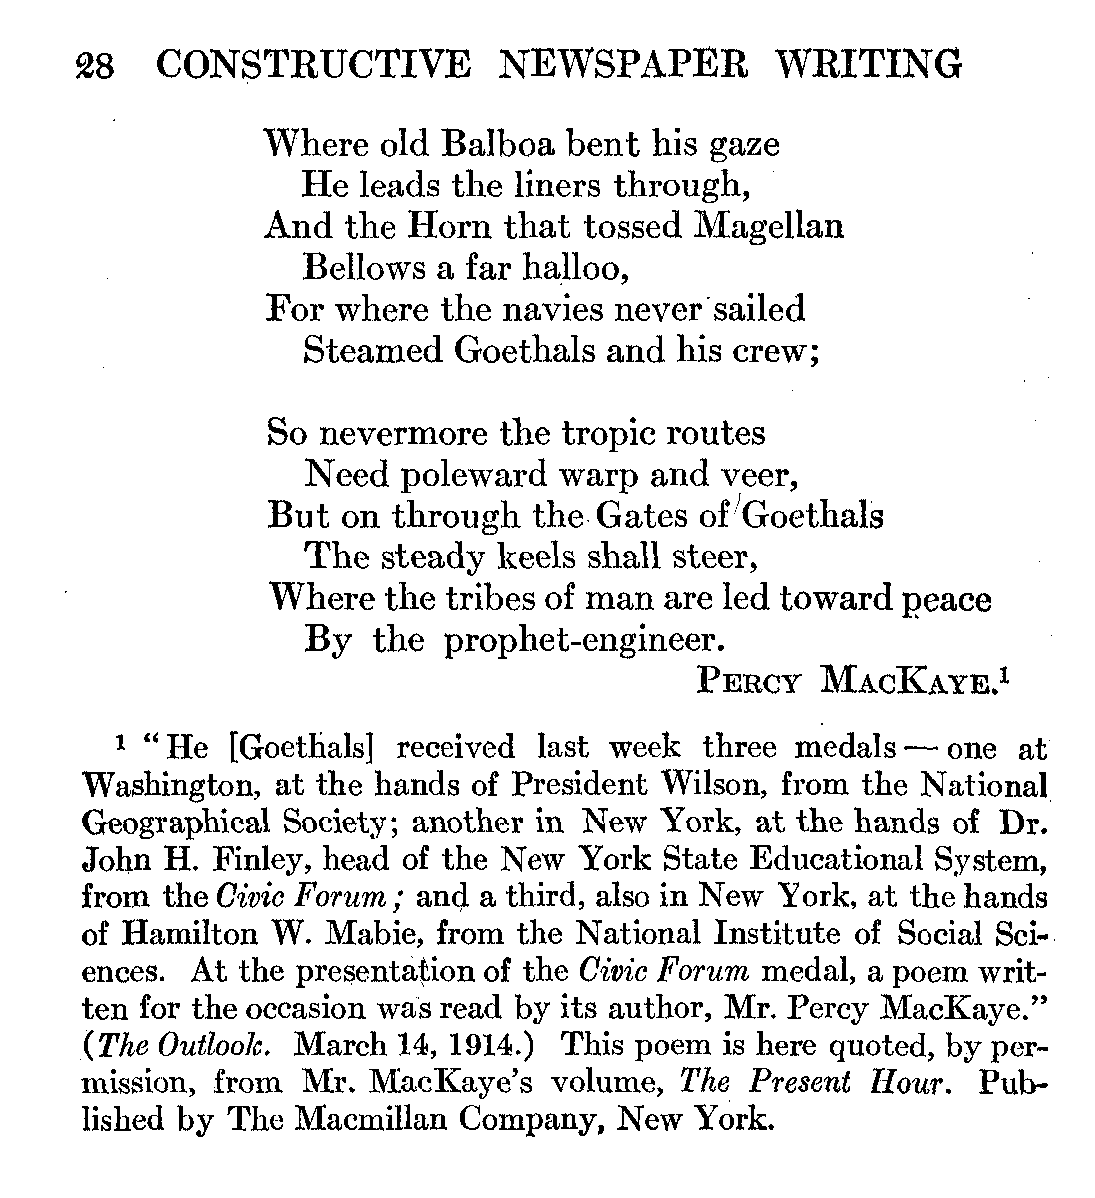 28 CONSTRUCTIVE NEWSPAPER WRITING
Where old Balboa bent his gaze
He leads the liners through,
And the Horn that tossed Magellan
Bellows a far halloo,
For where the navies never sailed
Steamed Goethals and his crew;
So nevermore the tropic routes
Need poleward warp and veer,
But on through the Gates of Goethals
The steady keels shall steer,
Where the tribes of man are led toward peace
By the prophet-engineer.
PERCY MACKAYE.¹
¹ “He [Goethals] received last week three medals — one at
Washington, at the hands of President Wilson, from the National
Geographical Society; another in New York, at the hands of Dr.
John H. Finley, head of the New York State Educational System,
from the Civic Forum; and a third, also in New York, at the hands
of Hamilton W. Mabie, from the National Institute of Social Sci-
ences. At the presentation of the Civic Forum medal, a poem writ-
ten for the occasion was read by its author, Mr. Percy MacKaye.”
(The Outlook. March 14, 1914.) This poem is here quoted, by per-
mission, from Mr. MacKaye's volume, The Present Hour. Pub-
lished by The Macmillan Company, New York.